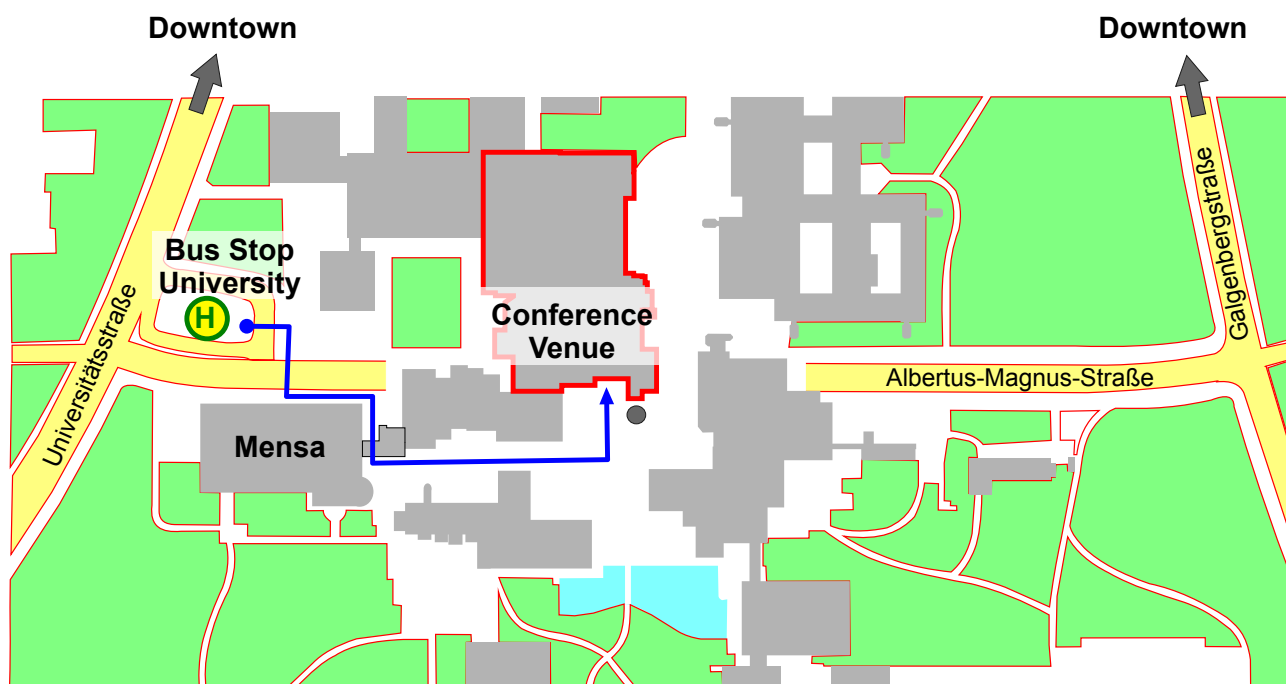 Downtown
Downtown
Bus Stop
University
H
Universitätsstraße
Conference
Venue
Galgenbergstraße
Albertus-Magnus-Straße
Mensa